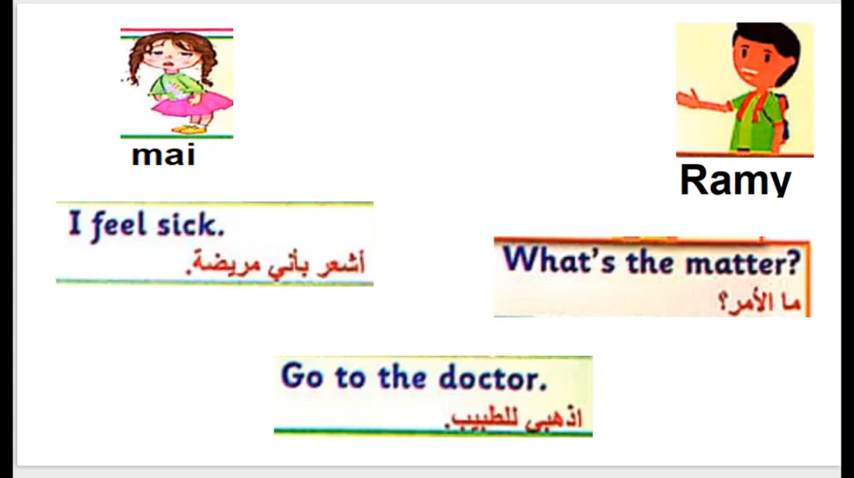 mai
Ramy
I feel sick.
أشعر بأني مريضة.
What's the matter?
ما الأمر؟
Go to the doctor.
اذهبي للطبيب.